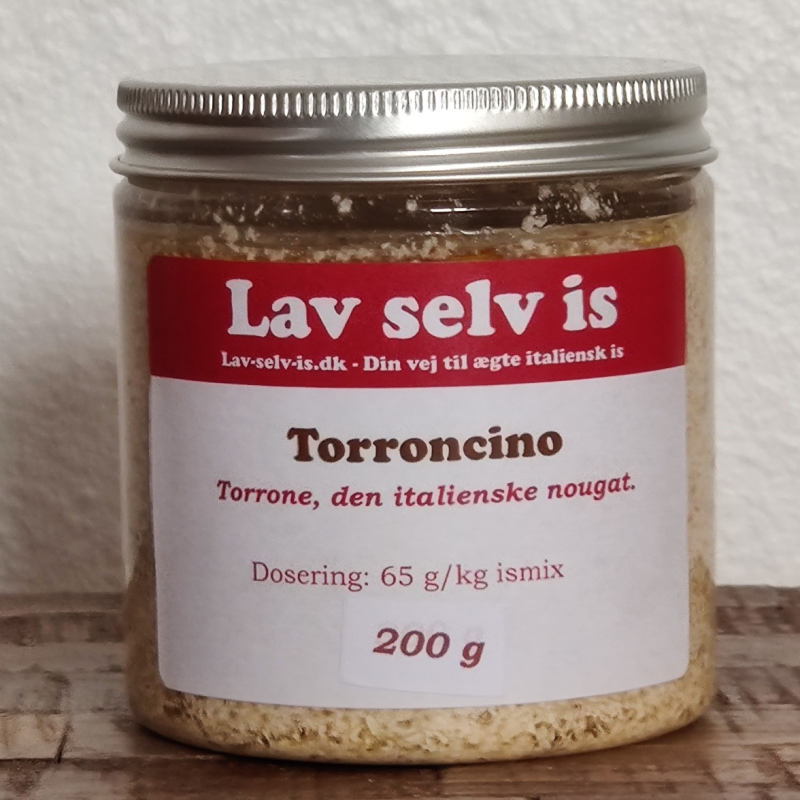 Lav selv is
Lav-selv-is.dk - Din vej til ægte italiensk is
Torroncino
Torrone, den italienske nougat.
Dosering: 65 g/kg ismix
200 g